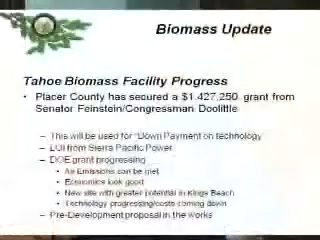 Biomass Update
Tahoe Biomass Facility Progress
• Placer County has secured a $1,427,250 grant from
Senator Feinstein/Congressman Doolittle
– This will be used for "Down Payment on technology
– LOI from Sierra Pacific Power
– DOE grant progressing
• Air Emissions can be met
• Economics look good
• New site with greater potential in Kings Beach
• Technology progressing/costs coming down
– Pre-Development proposal in the works